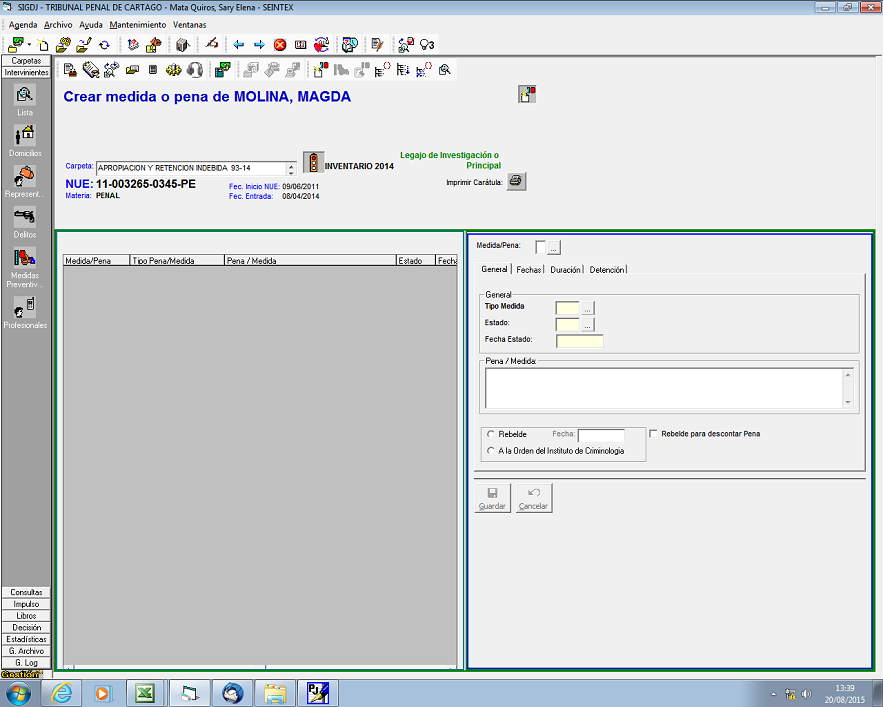 SIGDJ - TRIBUNAL PENAL DE CARTAGO - Mata Quiros, Sary Elena - SEINTEX
Agenda Archivo Ayuda Mantenimiento Ventanas
Carpetas
Intervinientes
Lista
Domicilios
Represent...
Delitos
Medidas
Preventiv...
Profesionales
Crear medida o pena de MOLINA, MAGDA
Legajo de Investigación o
Principal
Carpeta: APROPIACION Y RETENCION INDEBIDA 93-14
INVENTARIO 2014
NUE: 11-003265-0345-PE
Fec. Inicio NUE: 09/06/2011
Imprimir Carátula:
Materia: PENAL
Fec. Entrada: 08/04/2014
Medida/Pena Tipo Pena/Medida Pena / Medida Estado Fech
Medida/Pena: ...
General Fechas Duración Detención
General
Tipo Medida ...
Estado: ...
Fecha Estado:
Pena / Medida:
Rebelde Fecha: Rebelde para descontar Pena
A la Orden del Instituto de Criminologia
Guardar Cancelar
Consultas
Impulso
Libros
Decisión
Estadísticas
G. Archivo
G. Log
Gestión
13:39
20/08/2015